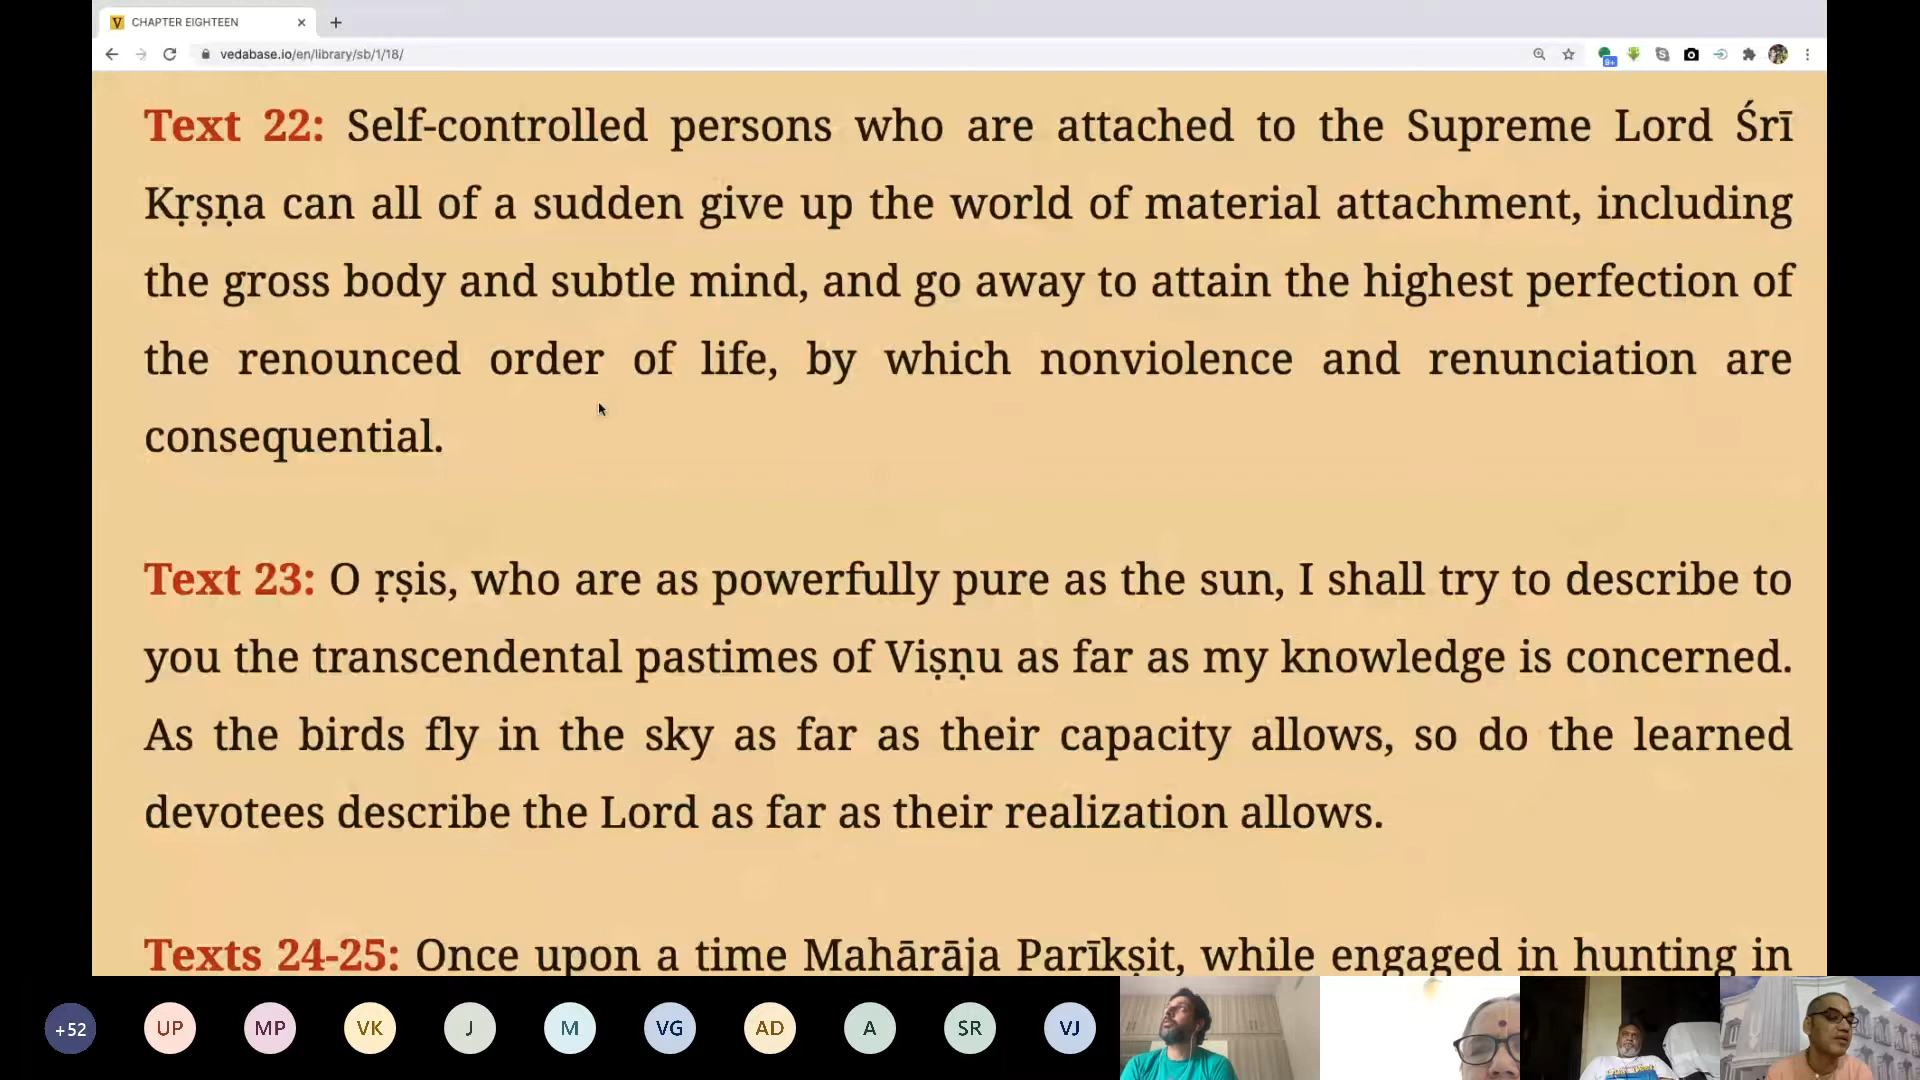 CHAPTER EIGHTEEN
vedabase.io/en/library/sb/1/18/
9+
Text 22: Self-controlled persons who are attached to the Supreme Lord Śrī
Kṛṣṇa can all of a sudden give up the world of material attachment, including
the gross body and subtle mind, and go away to attain the highest perfection of
the renounced order of life, by which nonviolence and renunciation are
consequential.
Text 23: O ṛṣis, who are as powerfully pure as the sun, I shall try to describe to
you the transcendental pastimes of Viṣṇu as far as my knowledge is concerned.
As the birds fly in the sky as far as their capacity allows, so do the learned
devotees describe the Lord as far as their realization allows.
Texts 24-25: Once upon a time Mahārāja Parīkṣit, while engaged in hunting in
+52 UP MP VK J M VG AD A SR VJ